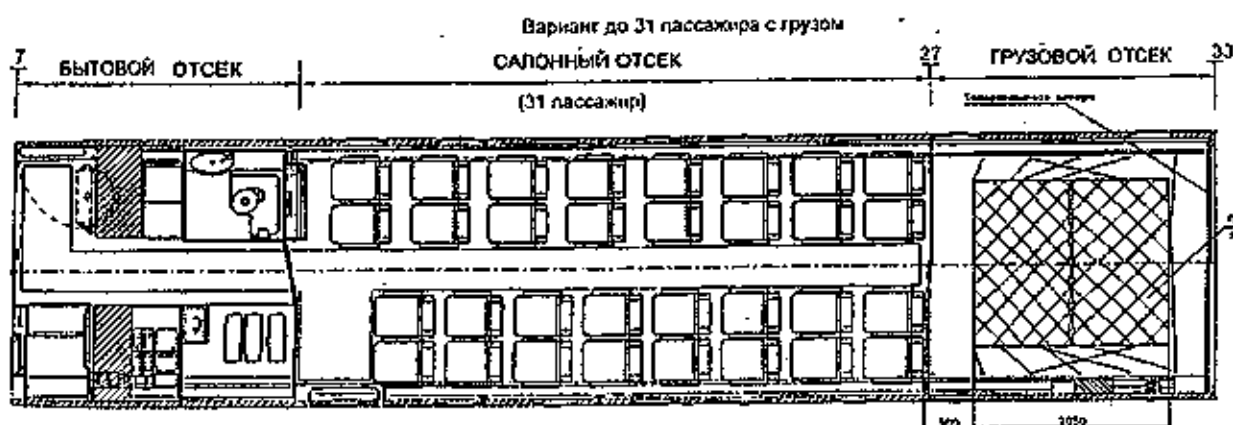 Вариант до 31 пассажира с грузом
7
БЫТОВОЙ ОТСЕК
САЛОННЫЙ ОТСЕК
27
ГРУЗОВОЙ ОТСЕК
33
(31 пассажир)